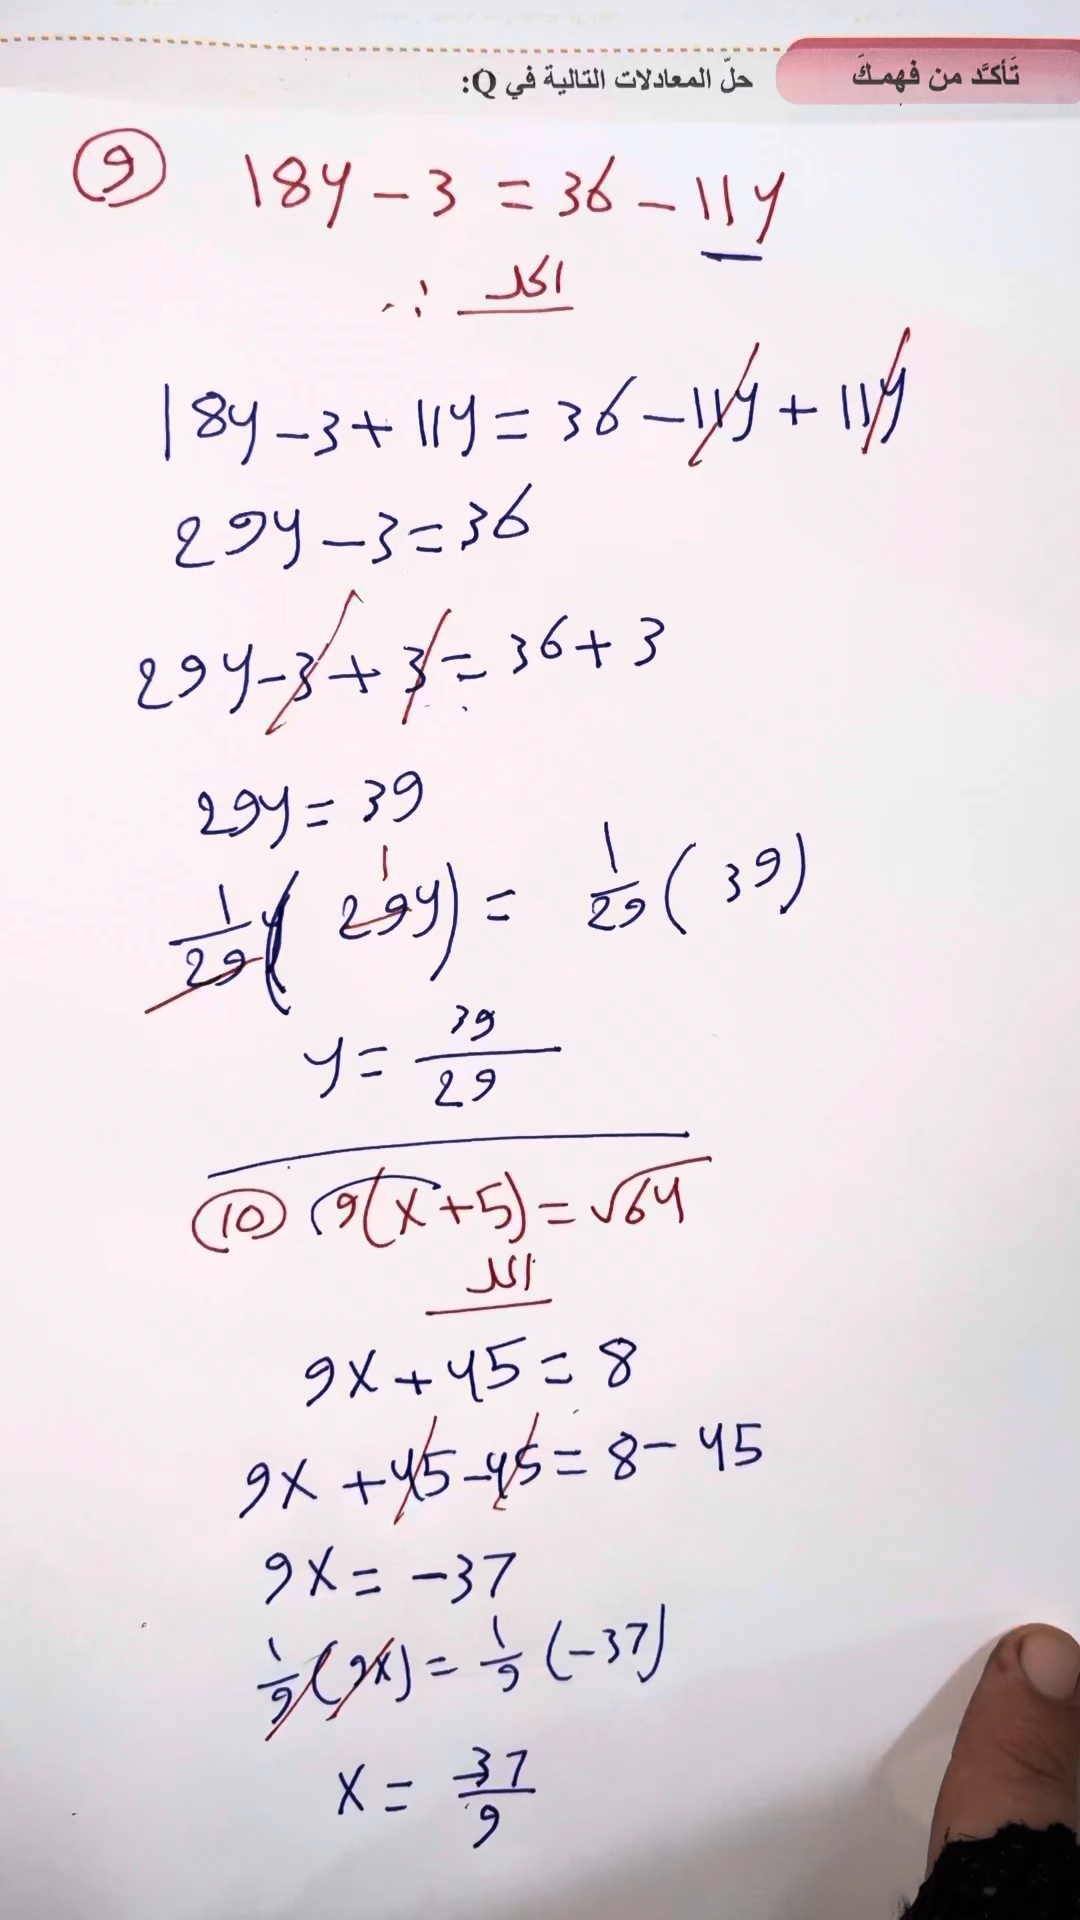 تَأكَّد من فهمكَ حلّ المعادلات التالية في Q:
9 18y - 3 = 36 - 11y
الحل
18y - 3 + 11y = 36 - 11y + 11y
29y - 3 = 36
29y - 3 + 3 = 36 + 3
29y = 39
1/29 ( 29y ) = 1/29 ( 39 )
1
y = 39/29
10 9(x + 5) = √64
الحل
9x + 45 = 8
9x + 45 - 45 = 8 - 45
9x = -37
1/9 (9x) = 1/9 (-37)
x = -37/9